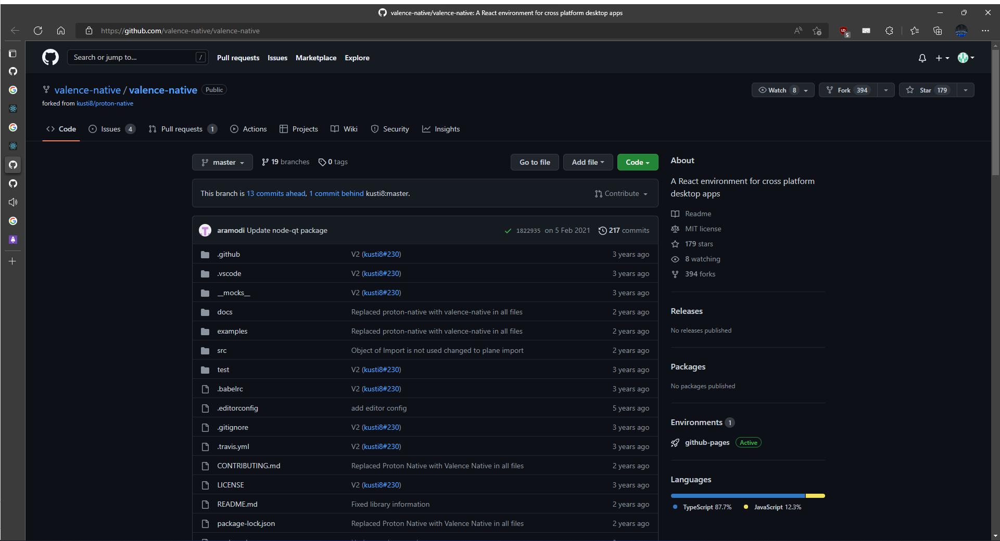 valence-native/valence-native: A React environment for cross platform desktop apps
https://github.com/valence-native/valence-native
5
Search or jump to... /
Pull requests Issues Marketplace Explore
valence-native / valence-native Public
Watch 8 Fork 394 Star 179
forked from kusti8/proton-native
Code Issues 4 Pull requests 1 Actions Projects Wiki Security Insights
master 19 branches 0 tags Go to file Add file Code
This branch is 13 commits ahead, 1 commit behind kusti8:master. Contribute
aramodi Update node-qt package 1822935 on 5 Feb 2021 217 commits
.github V2 (kusti8#230) 3 years ago
.vscode V2 (kusti8#230) 3 years ago
__mocks__ V2 (kusti8#230) 3 years ago
docs Replaced proton-native with valence-native in all files 2 years ago
examples Replaced proton-native with valence-native in all files 2 years ago
src Object of Import is not used changed to plane import 2 years ago
test V2 (kusti8#230) 3 years ago
.babelrc V2 (kusti8#230) 3 years ago
.editorconfig add editor config 5 years ago
.gitignore V2 (kusti8#230) 3 years ago
.travis.yml V2 (kusti8#230) 3 years ago
CONTRIBUTING.md Replaced Proton Native with Valence Native in all files 2 years ago
LICENSE V2 (kusti8#230) 3 years ago
README.md Fixed library information 2 years ago
package-lock.json Replaced Proton Native with Valence Native in all files 2 years ago
About
A React environment for cross platform
desktop apps
Readme
MIT license
179 stars
8 watching
394 forks
Releases
No releases published
Packages
No packages published
Environments 1
github-pages Active
Languages
TypeScript 87.7% JavaScript 12.3%